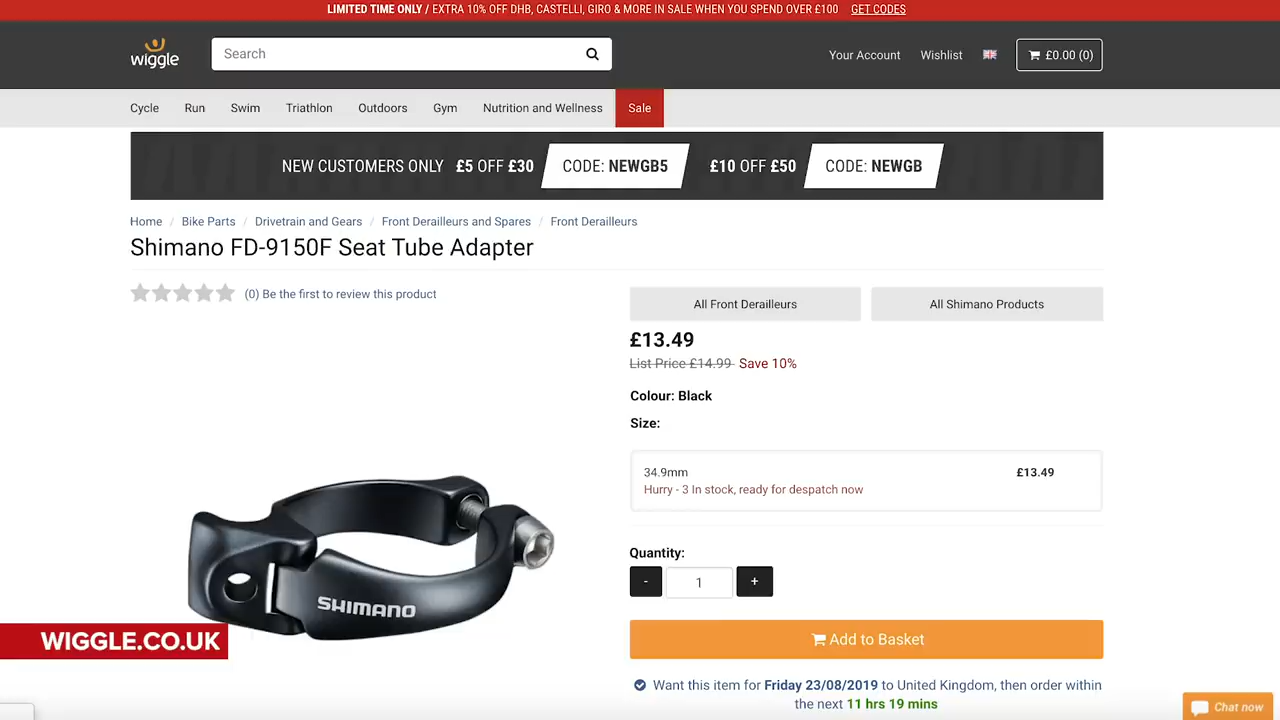 LIMITED TIME ONLY / EXTRA 10% OFF DHB, CASTELLI, GIRO & MORE IN SALE WHEN YOU SPEND OVER £100 GET CODES
wiggle
Search
Your Account Wishlist £0.00 (0)
Cycle Run Swim Triathlon Outdoors Gym Nutrition and Wellness Sale
NEW CUSTOMERS ONLY £5 OFF £30 CODE: NEWGB5 £10 OFF £50 CODE: NEWGB
Home / Bike Parts / Drivetrain and Gears / Front Derailleurs and Spares / Front Derailleurs
Shimano FD-9150F Seat Tube Adapter
(0) Be the first to review this product
All Front Derailleurs All Shimano Products
£13.49
List Price £14.99 Save 10%
Colour: Black
Size:
34.9mm £13.49
Hurry - 3 In stock, ready for despatch now
Quantity:
- 1 +
SHIMANO
WIGGLE.CO.UK
Add to Basket
Want this item for Friday 23/08/2019 to United Kingdom, then order within
the next 11 hrs 19 mins
Chat now